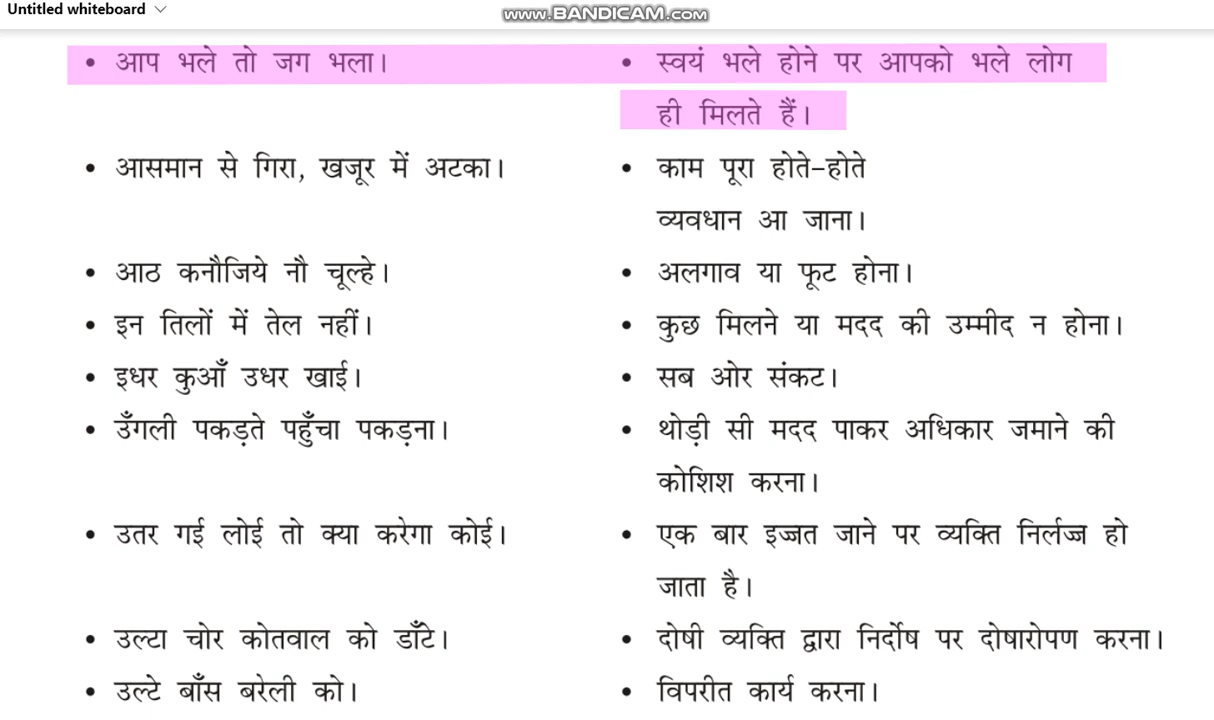 Untitled whiteboard
www.BANDICAM.com
• आप भले तो जग भला। • स्वयं भले होने पर आपको भले लोग
ही मिलते हैं।
• आसमान से गिरा, खजूर में अटका। • काम पूरा होते-होते
व्यवधान आ जाना।
• आठ कनौजिये नौ चूल्हे। • अलगाव या फूट होना।
• इन तिलों में तेल नहीं। • कुछ मिलने या मदद की उम्मीद न होना।
• इधर कुआँ उधर खाई। • सब ओर संकट।
• उँगली पकड़ते पहुँचा पकड़ना। • थोड़ी सी मदद पाकर अधिकार जमाने की
कोशिश करना।
• उतर गई लोई तो क्या करेगा कोई। • एक बार इज्जत जाने पर व्यक्ति निर्लज्ज हो
जाता है।
• उल्टा चोर कोतवाल को डाँटे। • दोषी व्यक्ति द्वारा निर्दोष पर दोषारोपण करना।
• उल्टे बाँस बरेली को। • विपरीत कार्य करना।